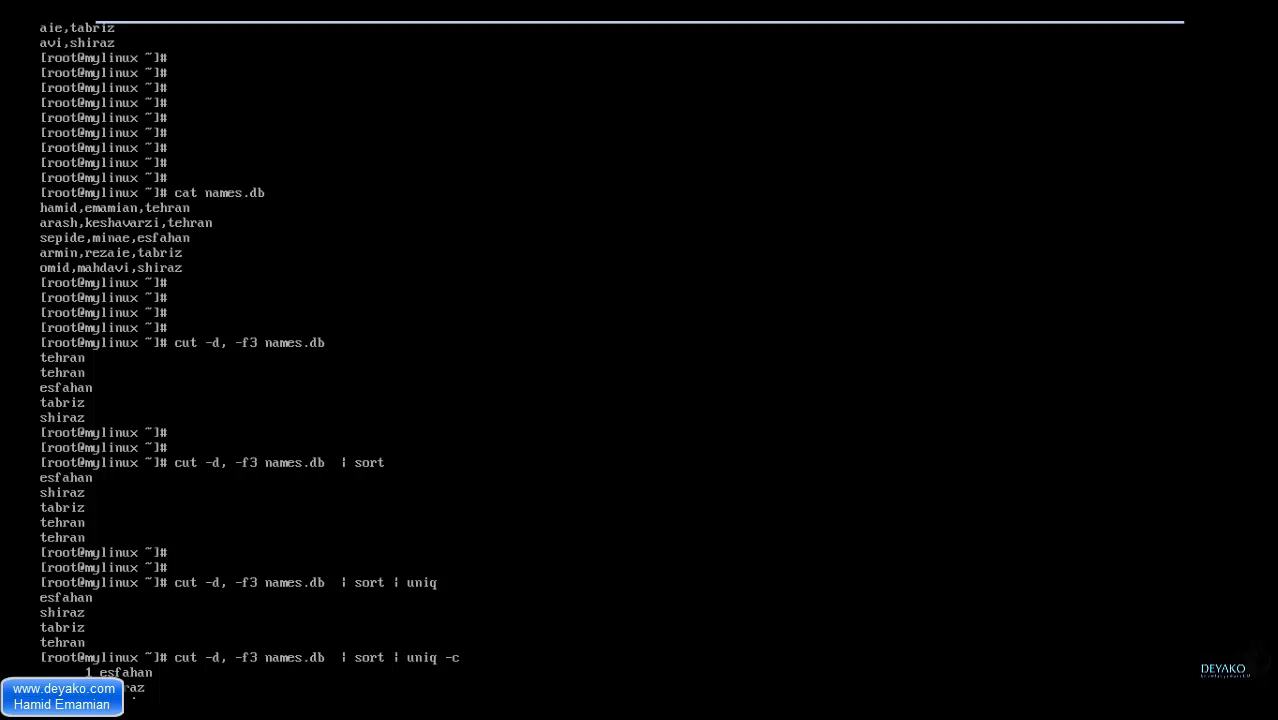 aie,tabriz
avi,shiraz
[root@mylinux ~]#
[root@mylinux ~]#
[root@mylinux ~]#
[root@mylinux ~]#
[root@mylinux ~]#
[root@mylinux ~]#
[root@mylinux ~]#
[root@mylinux ~]#
[root@mylinux ~]#
[root@mylinux ~]# cat names.db
hamid,emamian,tehran
arash,keshavarzi,tehran
sepide,minae,esfahan
armin,rezaie,tabriz
omid,mahdavi,shiraz
[root@mylinux ~]#
[root@mylinux ~]#
[root@mylinux ~]#
[root@mylinux ~]#
[root@mylinux ~]# cut -d, -f3 names.db
tehran
tehran
esfahan
tabriz
shiraz
[root@mylinux ~]#
[root@mylinux ~]#
[root@mylinux ~]# cut -d, -f3 names.db  | sort
esfahan
shiraz
tabriz
tehran
tehran
[root@mylinux ~]#
[root@mylinux ~]#
[root@mylinux ~]# cut -d, -f3 names.db  | sort | uniq
esfahan
shiraz
tabriz
tehran
[root@mylinux ~]# cut -d, -f3 names.db  | sort | uniq -c
1 esfahan
raz
www.deyako.com
Hamid Emamian
DEYAKO